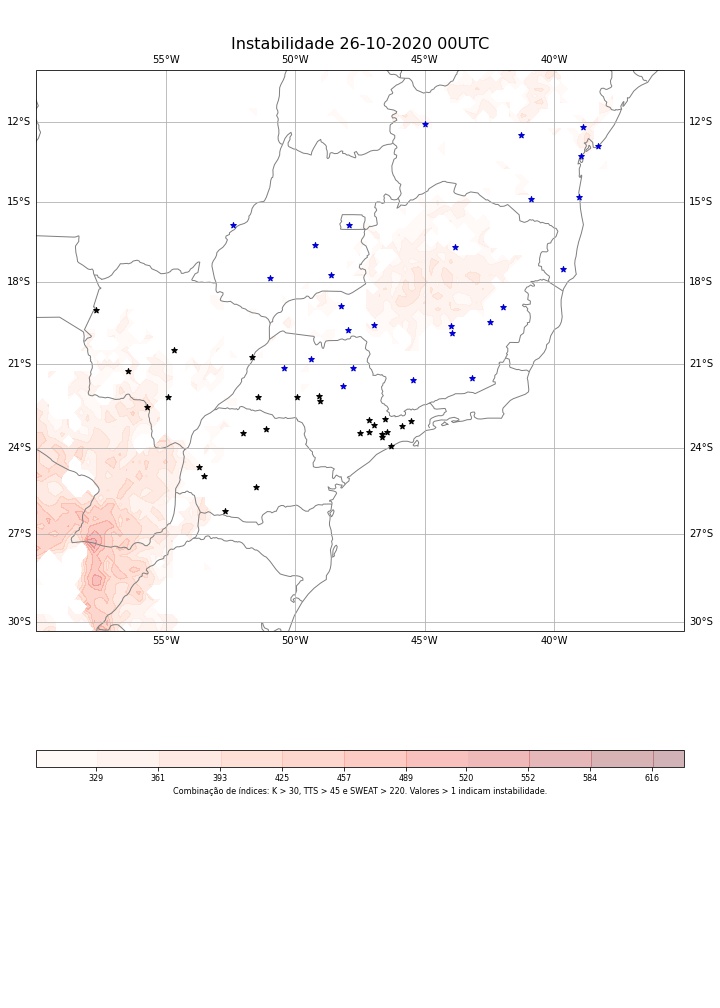 Instabilidade 26-10-2020 00UTC
55°W 50°W 45°W 40°W
12°S 12°S
15°S 15°S
18°S 18°S
21°S 21°S
24°S 24°S
27°S 27°S
30°S 30°S
55°W 50°W 45°W 40°W
329 361 393 425 457 489 520 552 584 616
Combinação de índices: K > 30, TTS > 45 e SWEAT > 220. Valores > 1 indicam instabilidade.